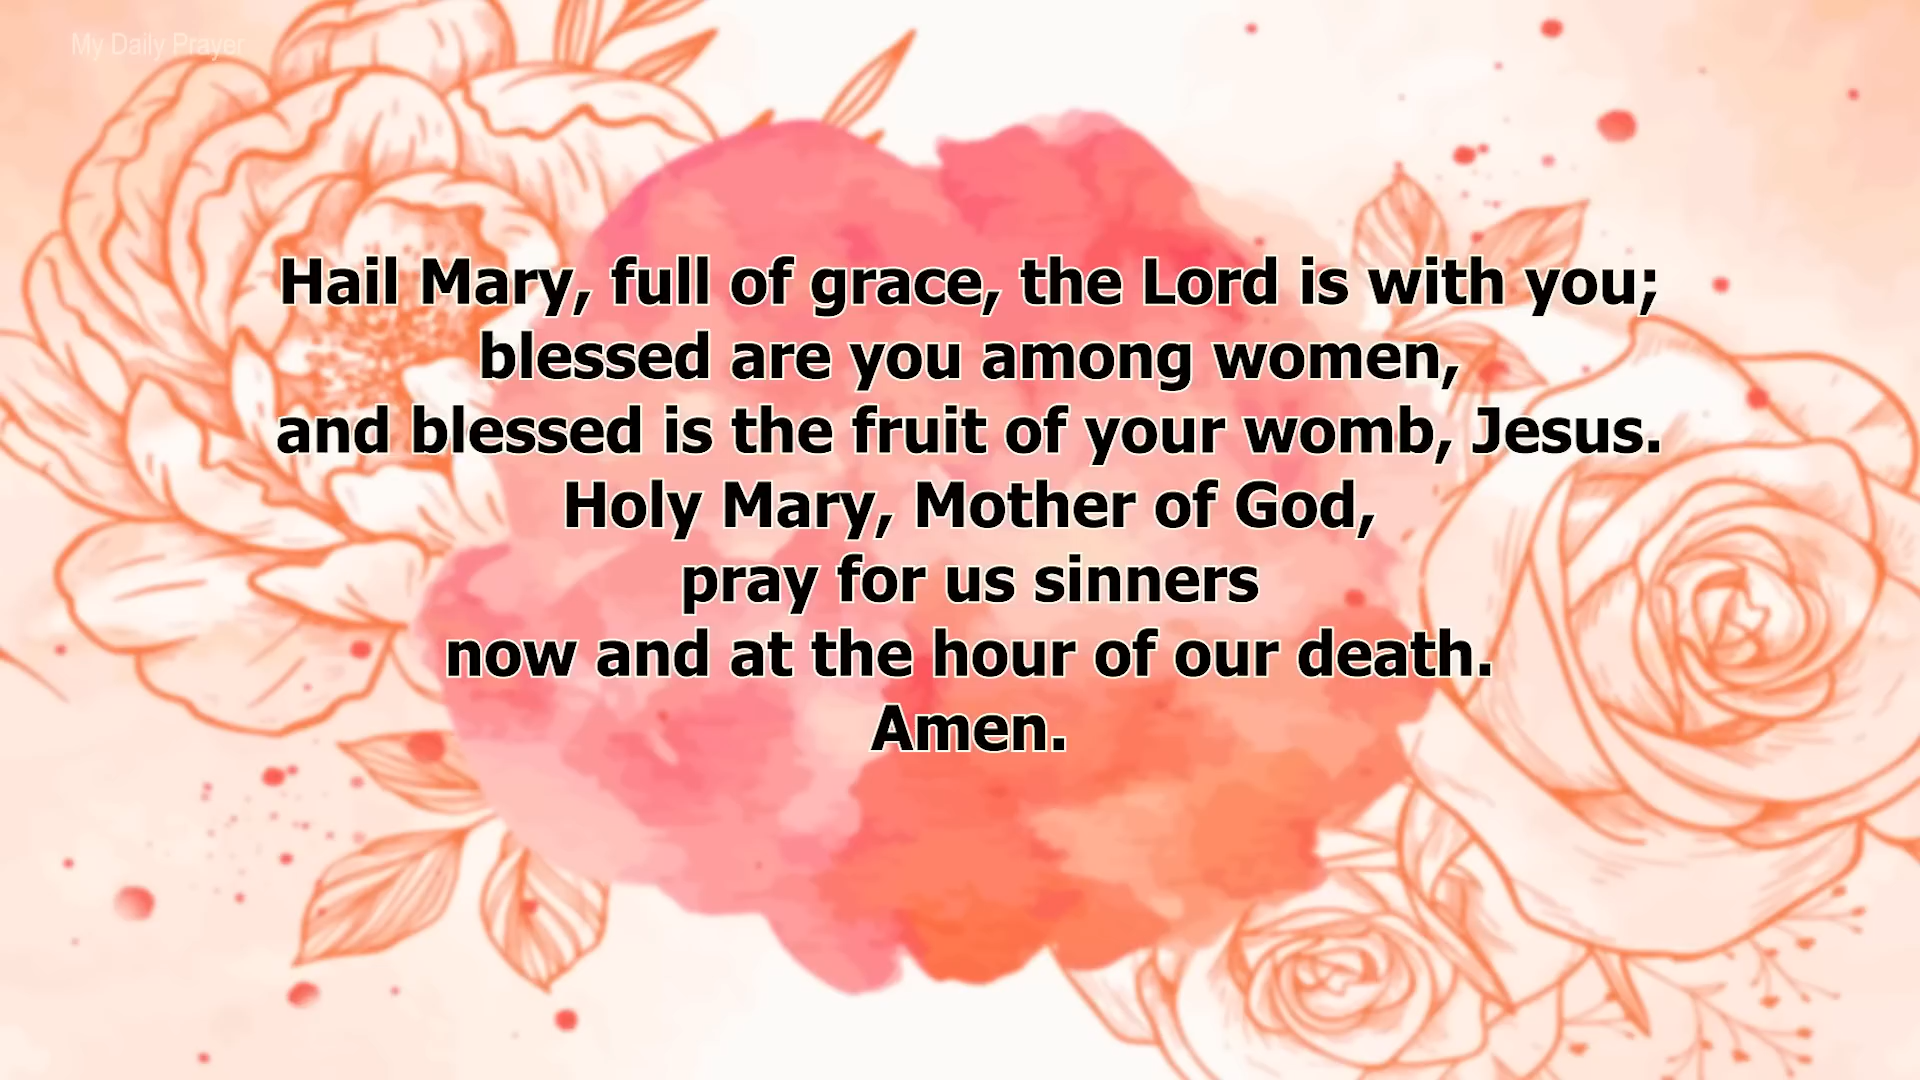 My Daily Prayer
Hail Mary, full of grace, the Lord is with you;
blessed are you among women,
and blessed is the fruit of your womb, Jesus.
Holy Mary, Mother of God,
pray for us sinners
now and at the hour of our death.
Amen.